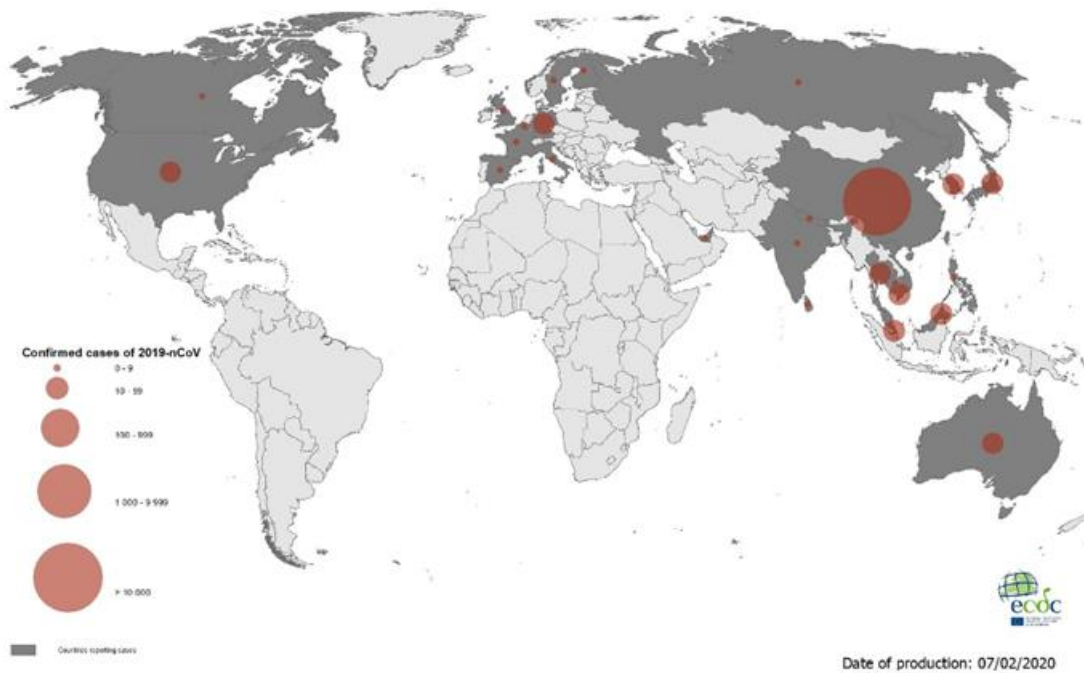 Confirmed cases of 2019-nCoV
0 - 9
10 - 99
100 - 999
1 000 - 9 999
> 10 000
Countries reporting cases
ecdc
Date of production: 07/02/2020